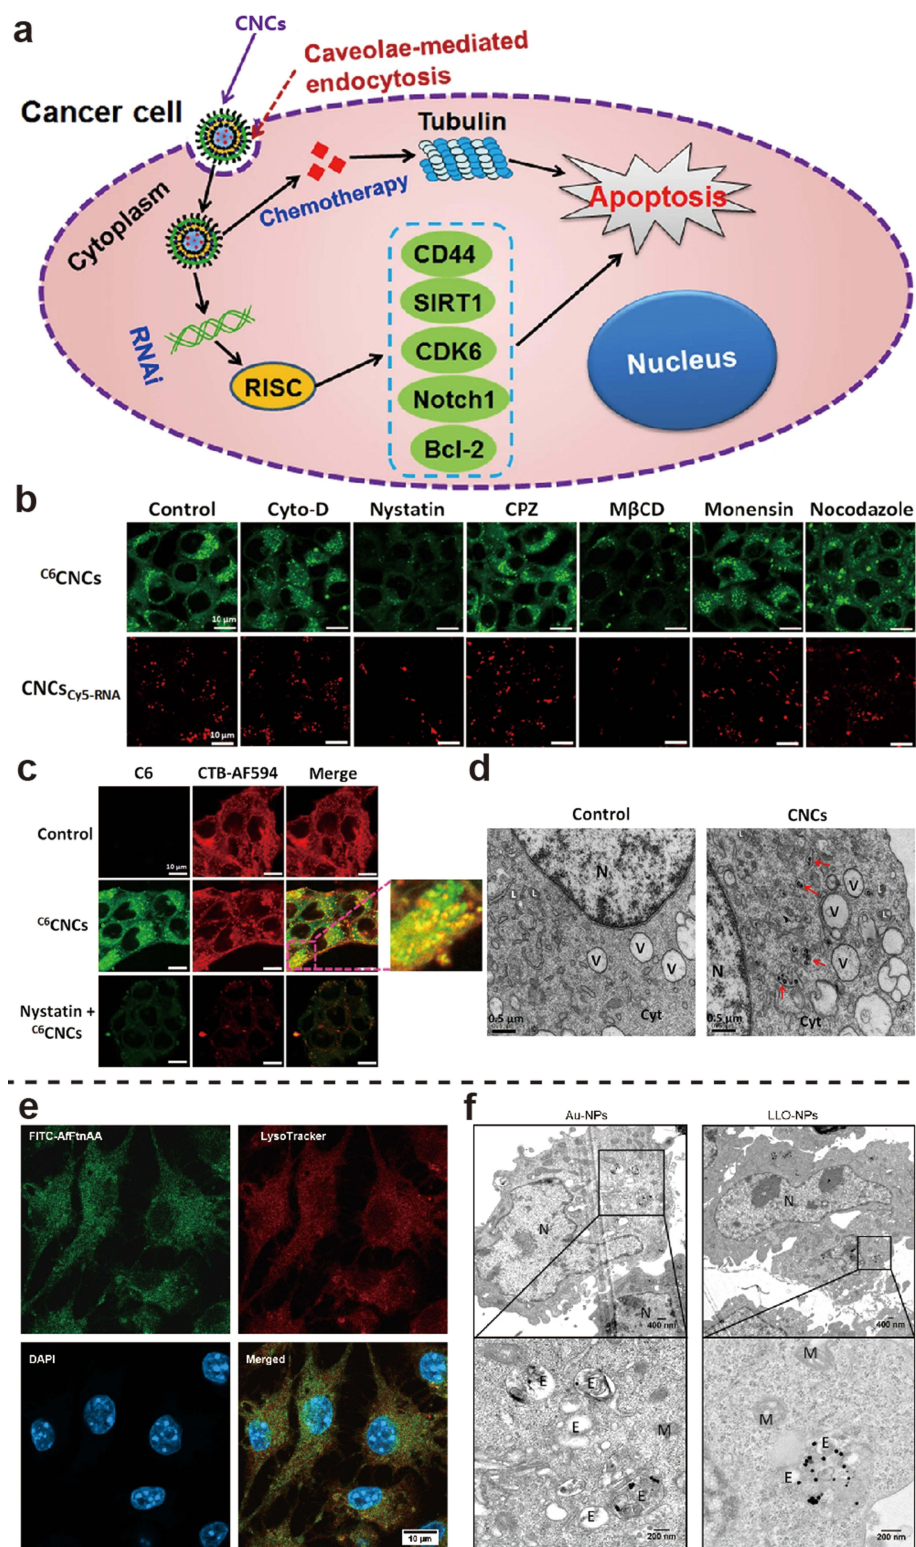 a
CNCs
Caveolae-mediated
endocytosis
Cancer cell
Tubulin
Cytoplasm
Chemotherapy
Apoptosis
CD44
SIRT1
CDK6
Notch1
Bcl-2
RNAi
RISC
Nucleus
b
Control Cyto-D Nystatin CPZ MβCD Monensin Nocodazole
C6CNCs
10 μm
CNCsCy5-RNA
10 μm
c
C6 CTB-AF594 Merge
Control
10 μm
C6CNCs
Nystatin +
C6CNCs
d
Control CNCs
N
L L
V V V
Cyt
0.5 μm
L
V
V
L
V
N
Cyt
0.5 μm
e
FITC-AfFtnAA LysoTracker
DAPI Merged
10 μm
f
Au-NPs LLO-NPs
N
N
400 nm
N
400 nm
E E
E
M
E
E
200 nm
M
M
E
E
200 nm